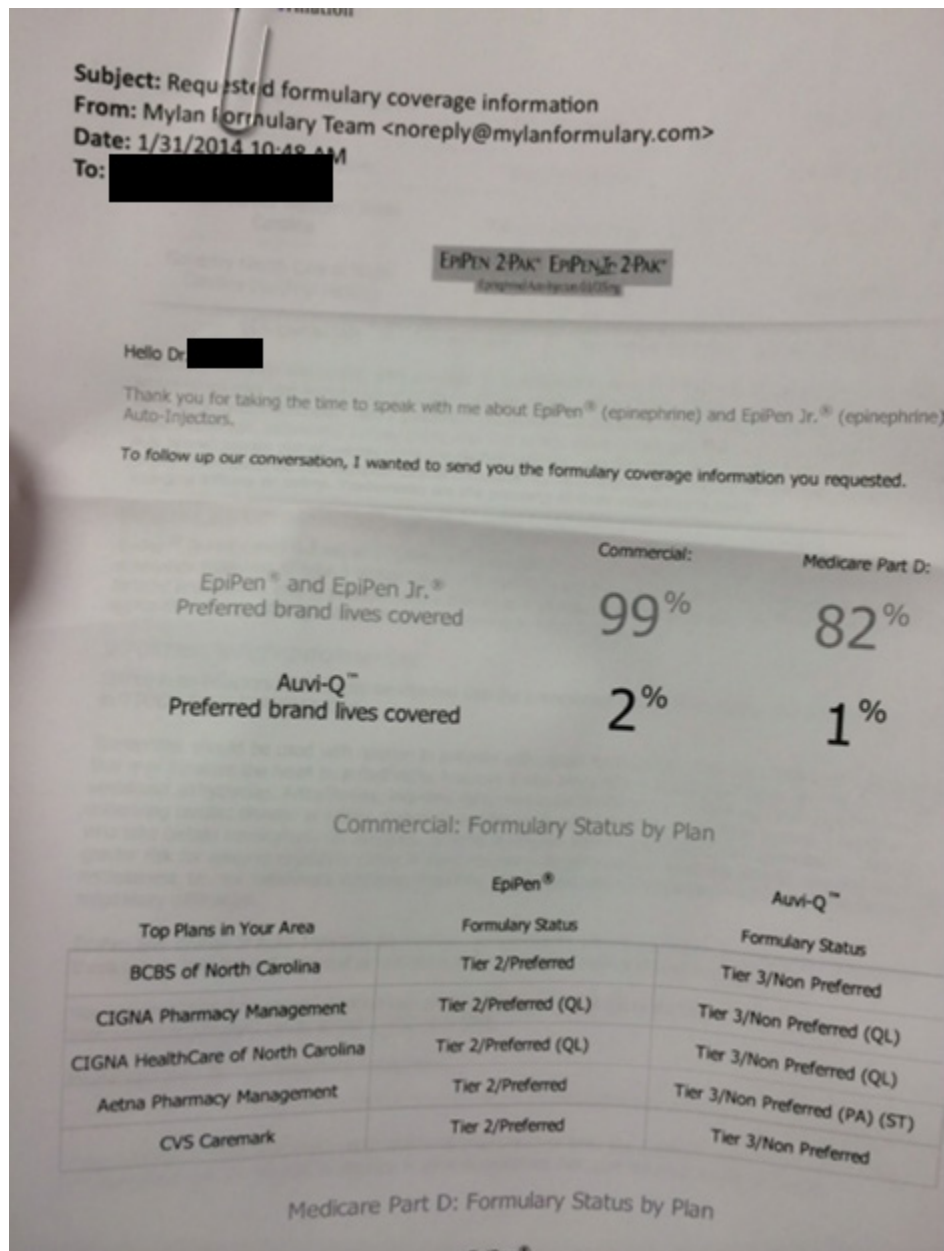 Subject: Requested formulary coverage information
From: Mylan Formulary Team <noreply@mylanformulary.com>
Date: 1/31/2014 10:48 AM
To:
EPIPEN 2-PAK® EPIPEN Jr 2-PAK®
Hello Dr
Thank you for taking the time to speak with me about EpiPen® (epinephrine) and EpiPen Jr.® (epinephrine)
Auto-Injectors.
To follow up our conversation, I wanted to send you the formulary coverage information you requested.
Commercial: Medicare Part D:
EpiPen® and EpiPen Jr.®
Preferred brand lives covered 99% 82%
Auvi-Q™
Preferred brand lives covered 2% 1%
Commercial: Formulary Status by Plan
EpiPen® Auvi-Q™
Top Plans in Your Area Formulary Status Formulary Status
BCBS of North Carolina Tier 2/Preferred Tier 3/Non Preferred
CIGNA Pharmacy Management Tier 2/Preferred (QL) Tier 3/Non Preferred (QL)
CIGNA HealthCare of North Carolina Tier 2/Preferred (QL) Tier 3/Non Preferred (QL)
Aetna Pharmacy Management Tier 2/Preferred Tier 3/Non Preferred (PA) (ST)
CVS Caremark Tier 2/Preferred Tier 3/Non Preferred
Medicare Part D: Formulary Status by Plan